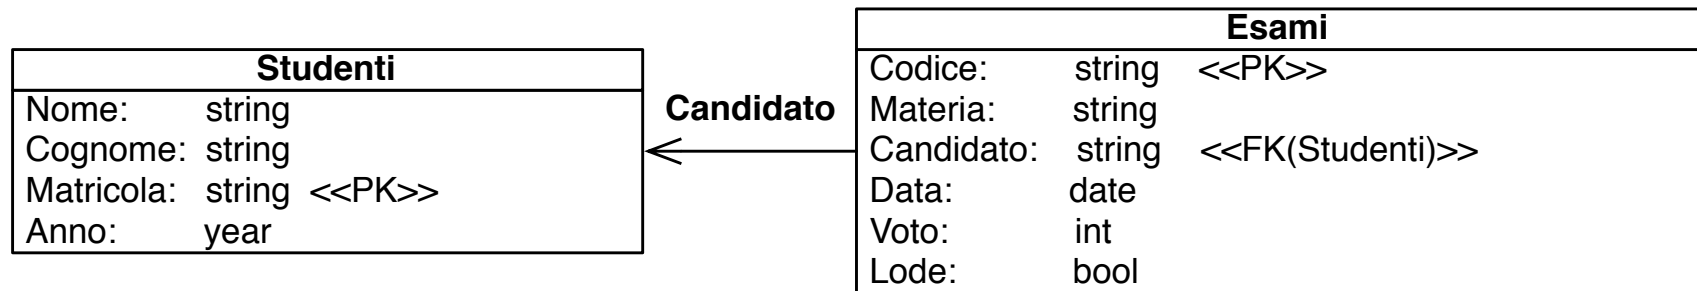 Studenti
Nome: string
Cognome: string
Matricola: string <<PK>>
Anno: year
Candidato
Esami
Codice: string <<PK>>
Materia: string
Candidato: string <<FK(Studenti)>>
Data: date
Voto: int
Lode: bool